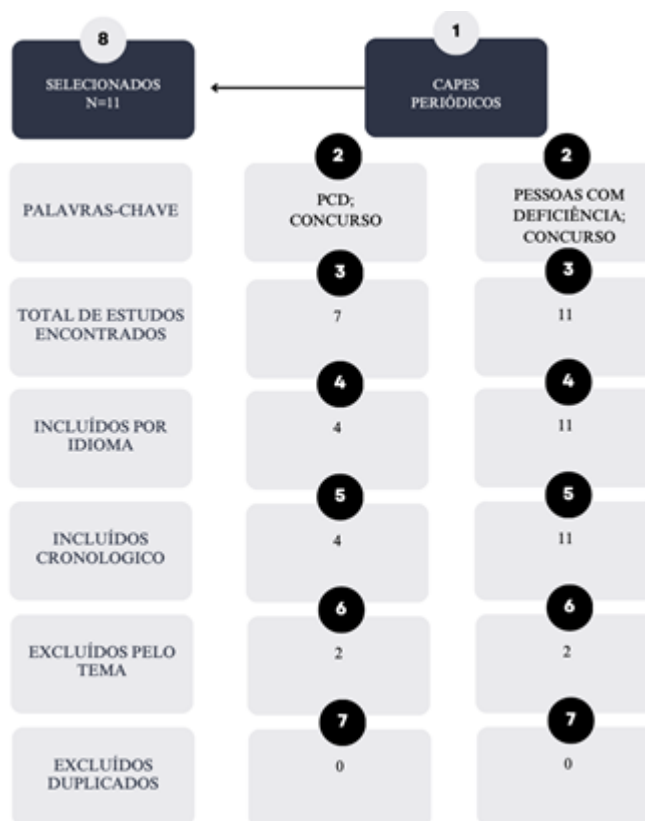 8
SELECIONADOS
N=11
1
CAPES
PERIÓDICOS
PALAVRAS-CHAVE
2
PCD;
CONCURSO
2
PESSOAS COM
DEFICIÊNCIA;
CONCURSO
TOTAL DE ESTUDOS
ENCONTRADOS
3
7
3
11
INCLUÍDOS POR
IDIOMA
4
4
4
11
INCLUÍDOS
CRONOLOGICO
5
4
5
11
EXCLUÍDOS PELO
TEMA
6
2
6
2
EXCLUÍDOS
DUPLICADOS
7
0
7
0